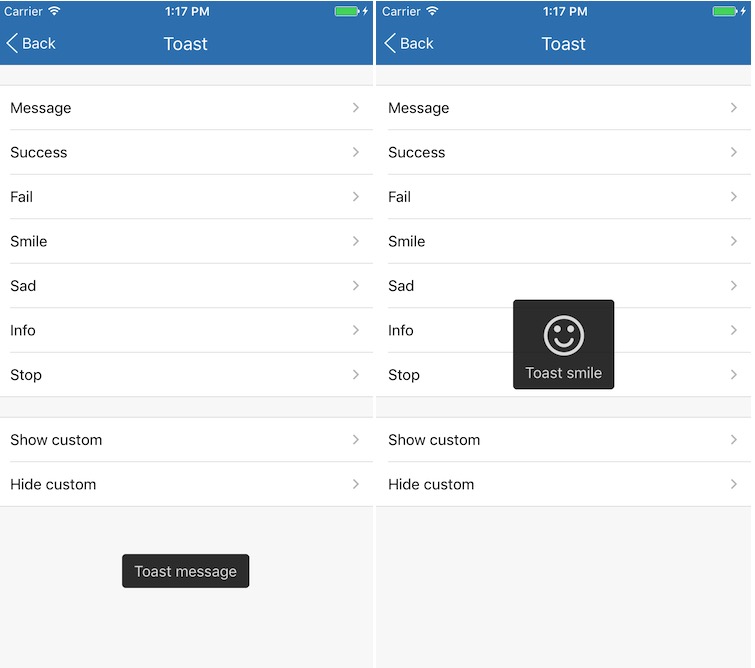 Carrier 1:17 PM
Back Toast
Message
Success
Fail
Smile
Sad
Info
Stop
Show custom
Hide custom
Toast message
Carrier 1:17 PM
Back Toast
Message
Success
Fail
Smile
Sad
Info
Stop
Toast smile
Show custom
Hide custom